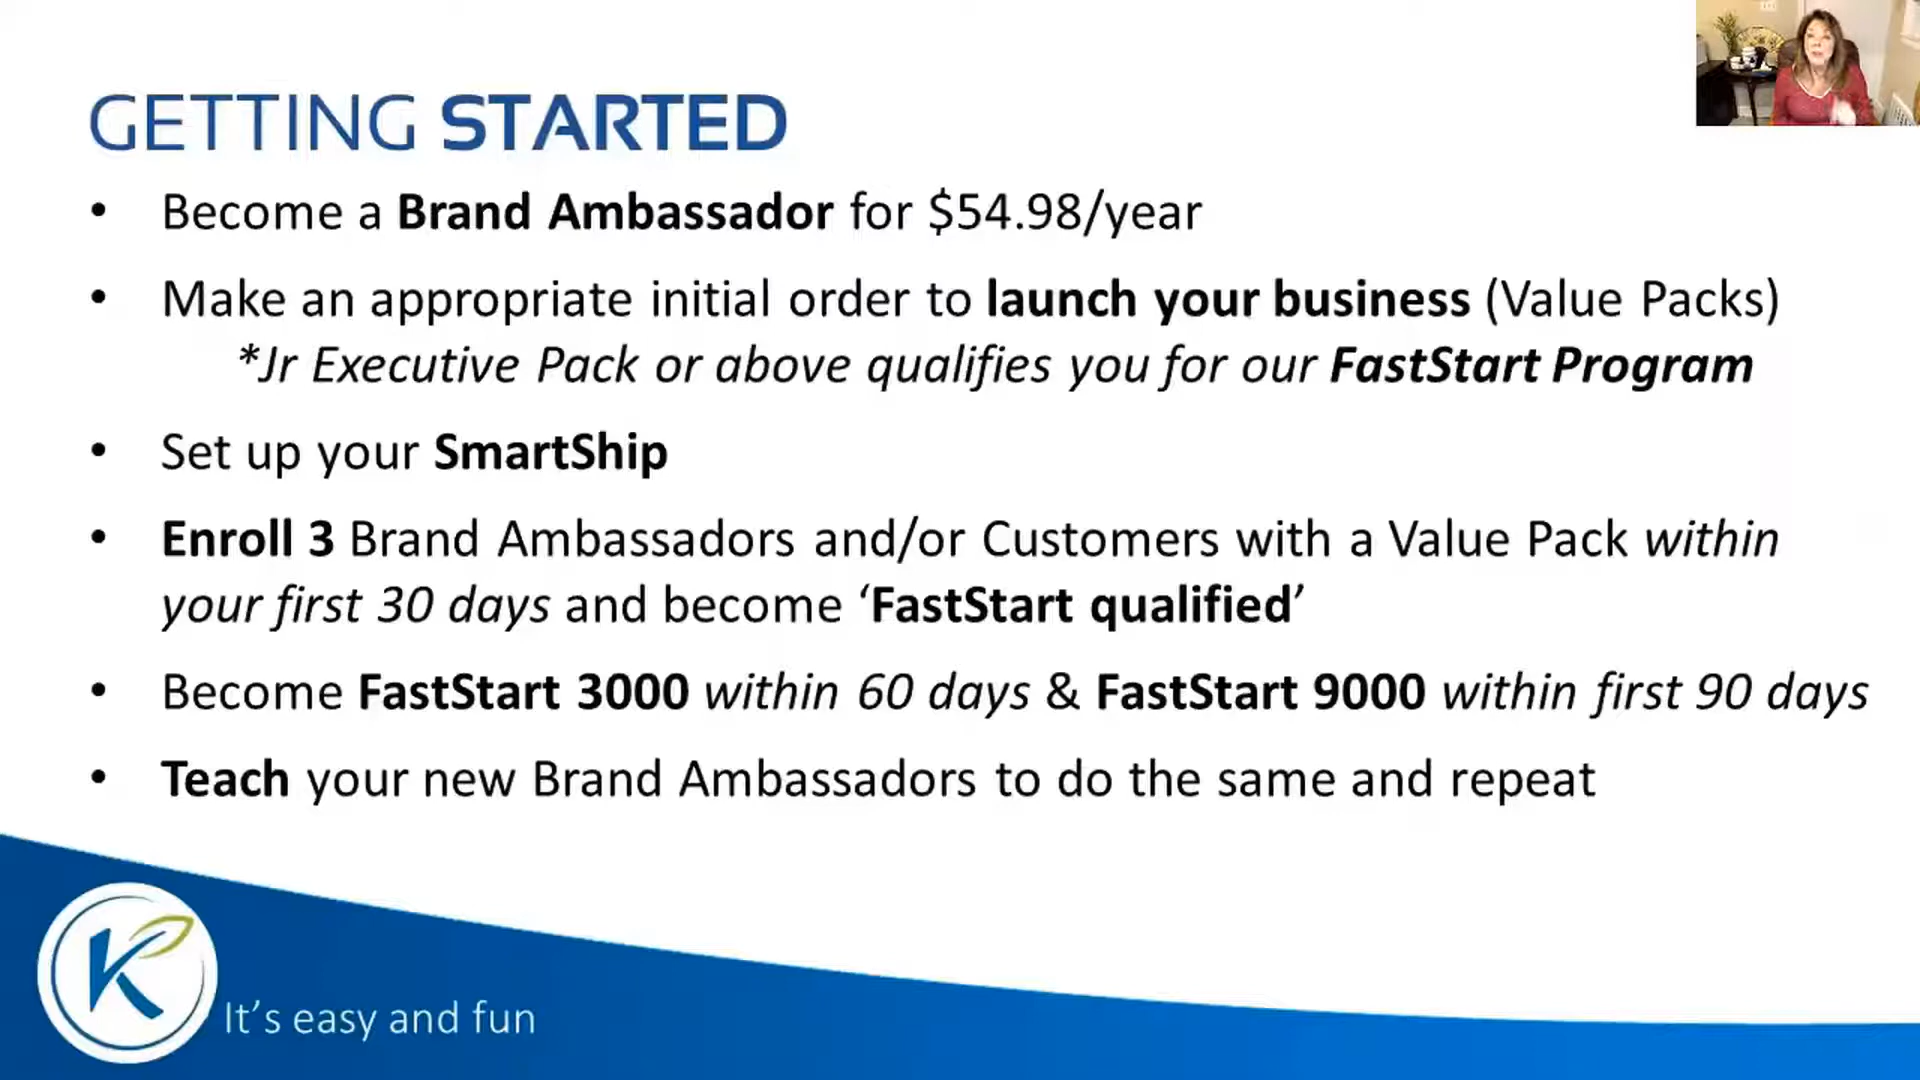 GETTING STARTED
• Become a Brand Ambassador for $54.98/year
• Make an appropriate initial order to launch your business (Value Packs)
*Jr Executive Pack or above qualifies you for our FastStart Program
• Set up your SmartShip
• Enroll 3 Brand Ambassadors and/or Customers with a Value Pack within
your first 30 days and become ‘FastStart qualified’
• Become FastStart 3000 within 60 days & FastStart 9000 within first 90 days
• Teach your new Brand Ambassadors to do the same and repeat
K
It’s easy and fun